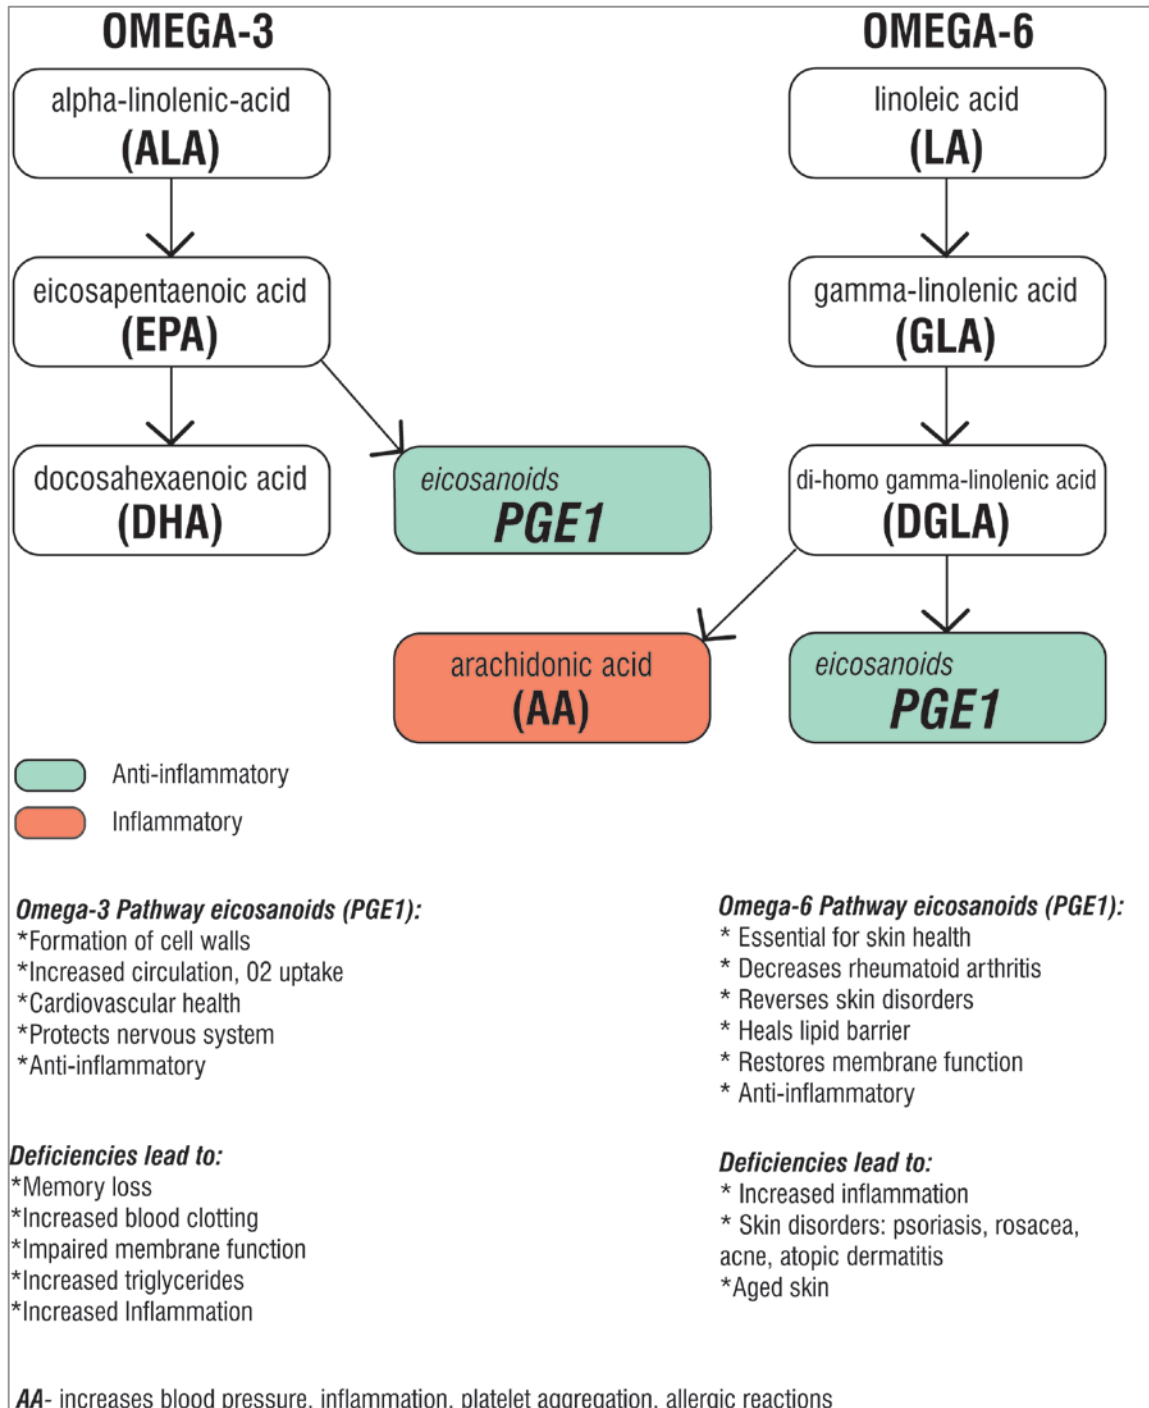 OMEGA-3
OMEGA-6
alpha-linolenic-acid
(ALA)
linoleic acid
(LA)
eicosapentaenoic acid
(EPA)
gamma-linolenic acid
(GLA)
docosahexaenoic acid
(DHA)
eicosanoids
PGE1
di-homo gamma-linolenic acid
(DGLA)
arachidonic acid
(AA)
eicosanoids
PGE1
Anti-inflammatory
Inflammatory
Omega-3 Pathway eicosanoids (PGE1):
*Formation of cell walls
*Increased circulation, O2 uptake
*Cardiovascular health
*Protects nervous system
*Anti-inflammatory
Deficiencies lead to:
*Memory loss
*Increased blood clotting
*Impaired membrane function
*Increased triglycerides
*Increased Inflammation
Omega-6 Pathway eicosanoids (PGE1):
* Essential for skin health
* Decreases rheumatoid arthritis
* Reverses skin disorders
* Heals lipid barrier
* Restores membrane function
* Anti-inflammatory
Deficiencies lead to:
* Increased inflammation
* Skin disorders: psoriasis, rosacea,
acne, atopic dermatitis
*Aged skin
AA- increases blood pressure, inflammation, platelet aggregation, allergic reactions